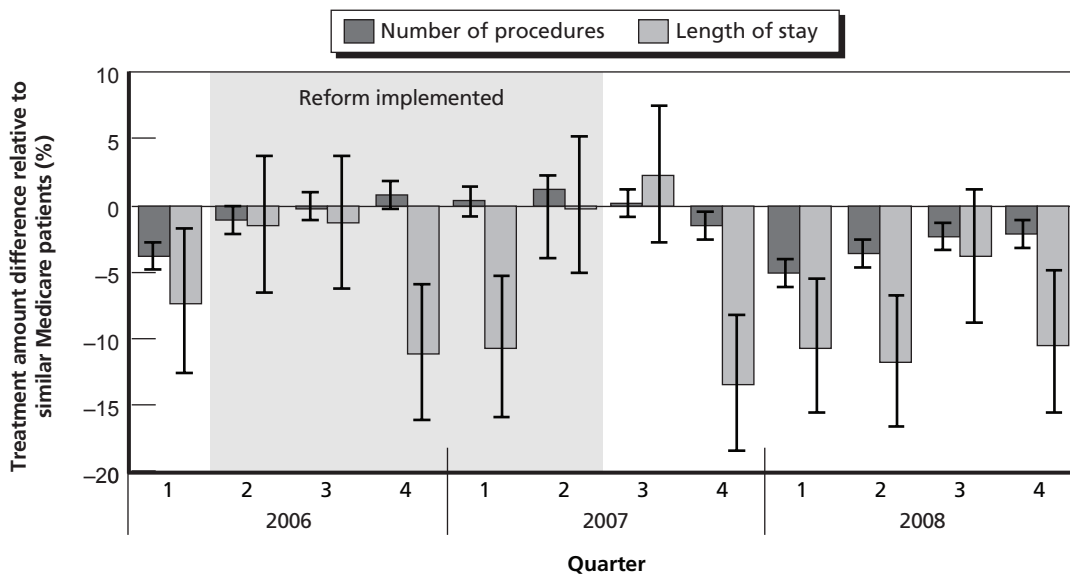 Number of procedures Length of stay
Treatment amount difference relative to
similar Medicare patients (%)
10
5
0
–5
–10
–15
–20
Reform implemented
1 2 3 4 1 2 3 4 1 2 3 4
2006 2007 2008
Quarter